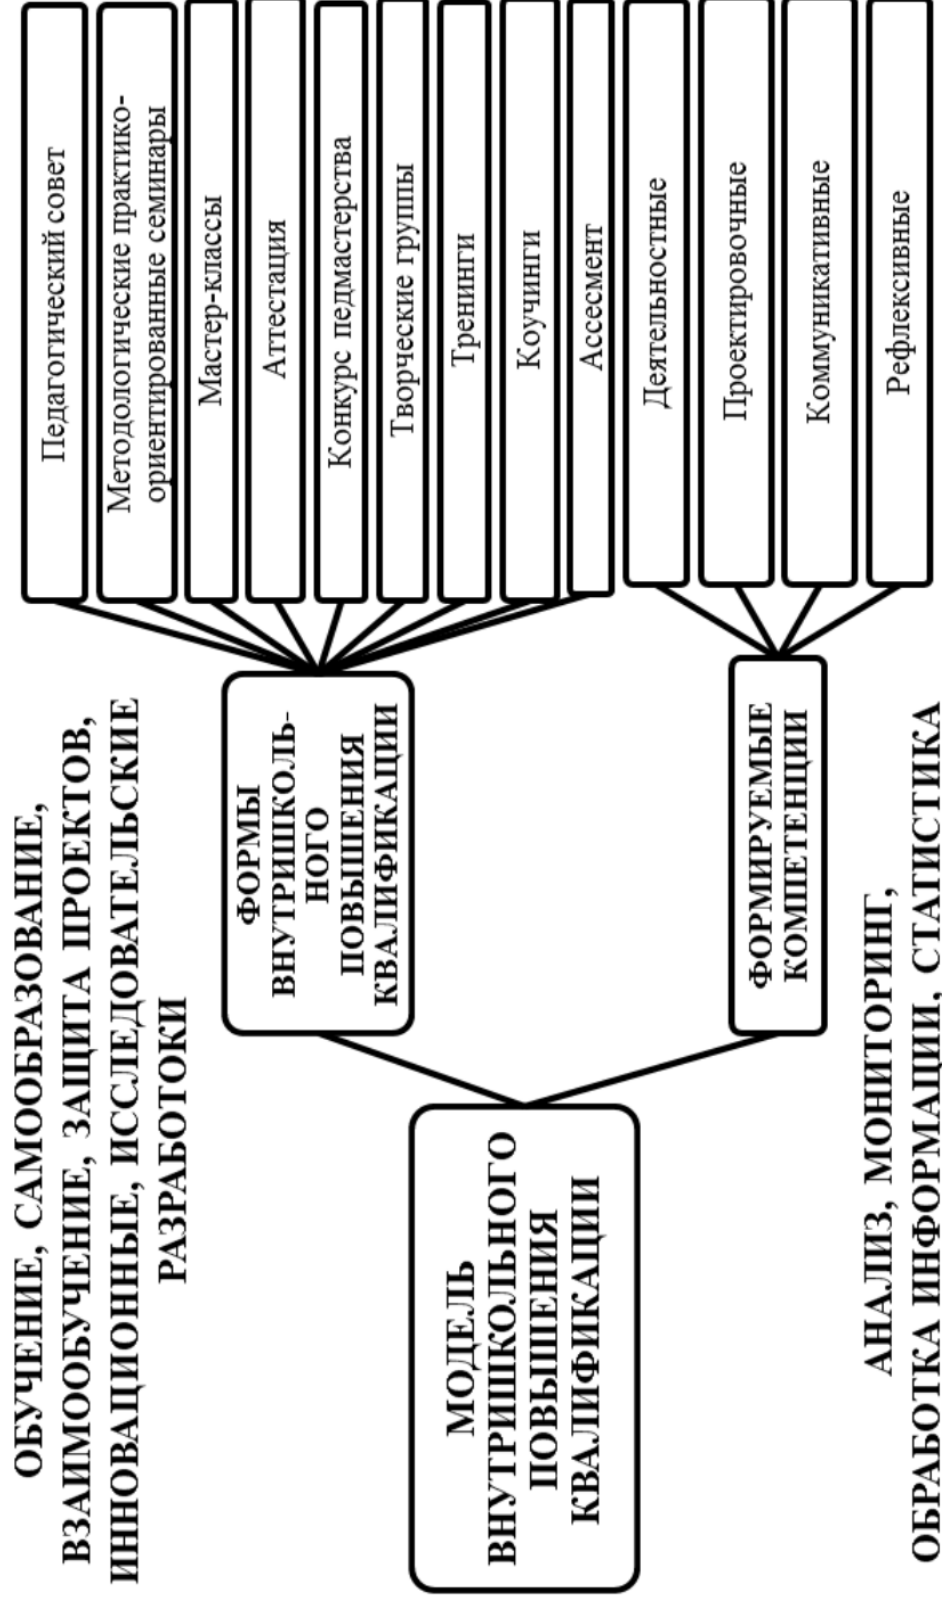 ОБУЧЕНИЕ, САМООБРАЗОВАНИЕ,
ВЗАИМООБУЧЕНИЕ, ЗАЩИТА ПРОЕКТОВ,
ИННОВАЦИОННЫЕ, ИССЛЕДОВАТЕЛЬСКИЕ
РАЗРАБОТОКИ
МОДЕЛЬ
ВНУТРИШКОЛЬНОГО
ПОВЫШЕНИЯ
КВАЛИФИКАЦИИ
ФОРМЫ
ВНУТРИШКОЛЬ-
НОГО
ПОВЫШЕНИЯ
КВАЛИФИКАЦИИ
Педагогический совет
Методологические практико-
ориентированные семинары
Мастер-классы
Аттестация
Конкурс педмастерства
Творческие группы
Тренинги
Коучинги
Ассесмент
ФОРМИРУЕМЫЕ
КОМПЕТЕНЦИИ
Деятельностные
Проектировочные
Коммуникативные
Рефлексивные
АНАЛИЗ, МОНИТОРИНГ,
ОБРАБОТКА ИНФОРМАЦИИ, СТАТИСТИКА